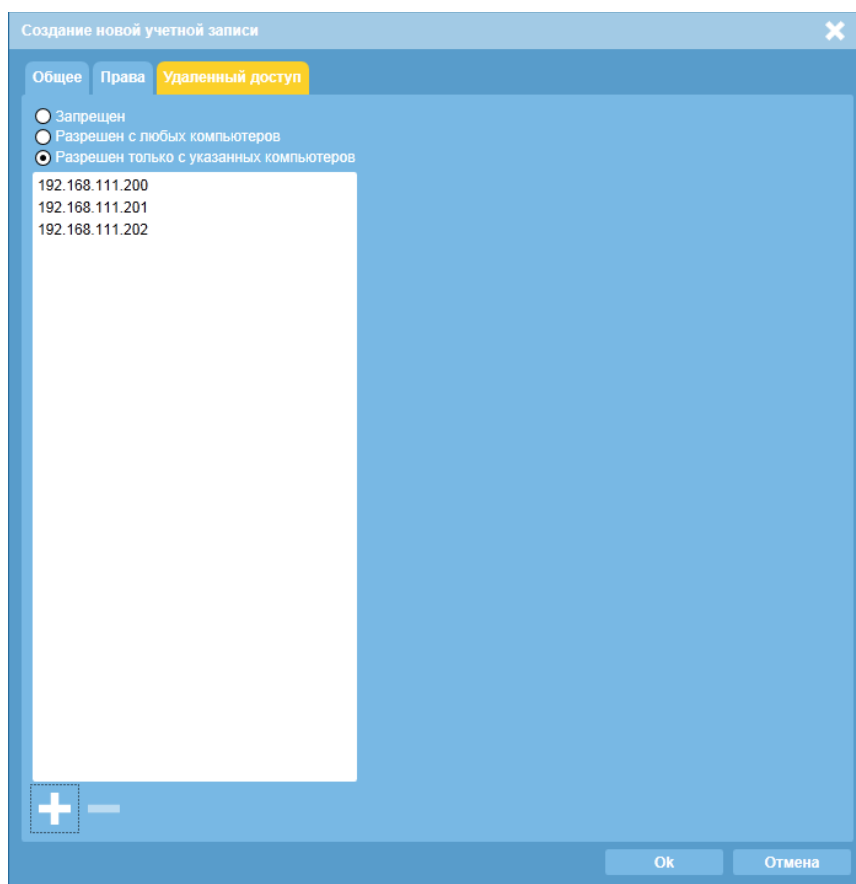 Создание новой учетной записи
Общее Права Удаленный доступ
Запрещен
Разрешен с любых компьютеров
Разрешен только с указанных компьютеров
192.168.111.200
192.168.111.201
192.168.111.202
Ok Отмена